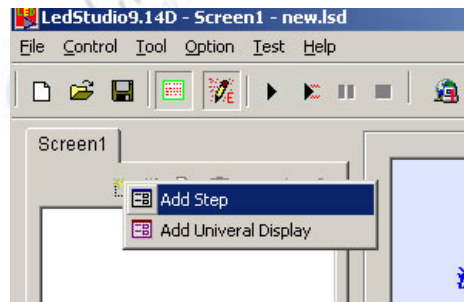 LedStudio9.14D - Screen1 - new.lsd
File Control Tool Option Test Help
E
Screen1
Add Step
Add Univeral Display